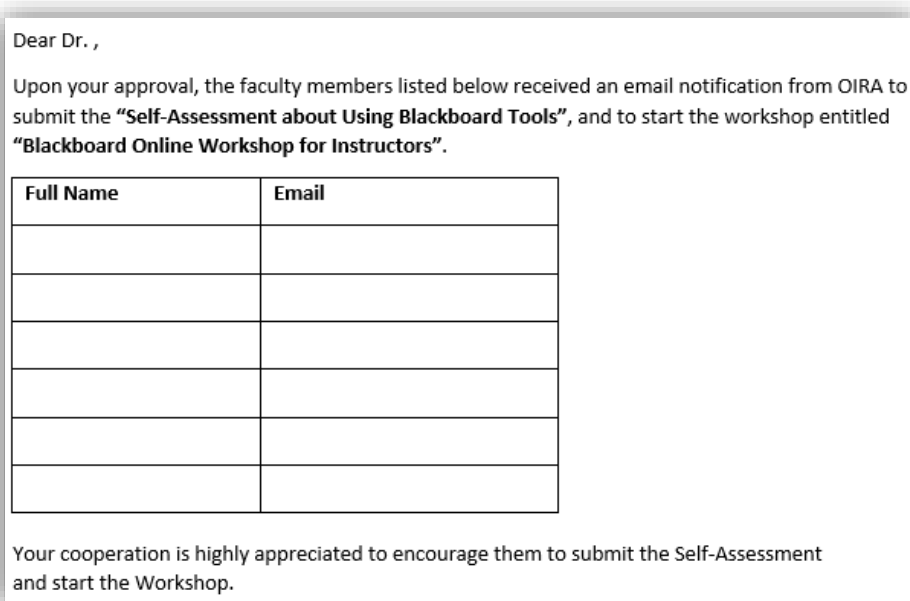 Dear Dr. ,
Upon your approval, the faculty members listed below received an email notification from OIRA to
submit the “Self-Assessment about Using Blackboard Tools”, and to start the workshop entitled
“Blackboard Online Workshop for Instructors”.
Full Name Email
Your cooperation is highly appreciated to encourage them to submit the Self-Assessment
and start the Workshop.